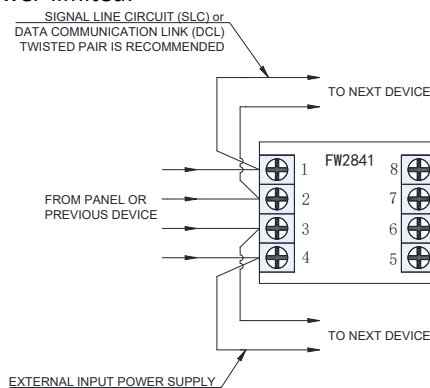 SIGNAL LINE CIRCUIT (SLC) or
DATA COMMUNICATION LINK (DCL)
TWISTED PAIR IS RECOMMENDED
TO NEXT DEVICE
FW2841
1
8
2
7
3
6
4
5
FROM PANEL OR
PREVIOUS DEVICE
TO NEXT DEVICE
EXTERNAL INPUT POWER SUPPLY